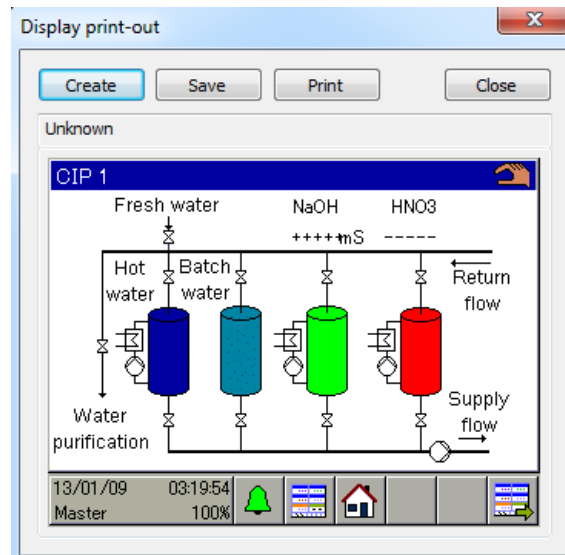 Display print-out
x
Create Save Print Close
Unknown
CIP 1
Fresh water NaOH HNO3
+++++mS -----
Hot Batch
water water
Return
flow
Water
purification
Supply
flow
13/01/09 03:19:54
Master 100%